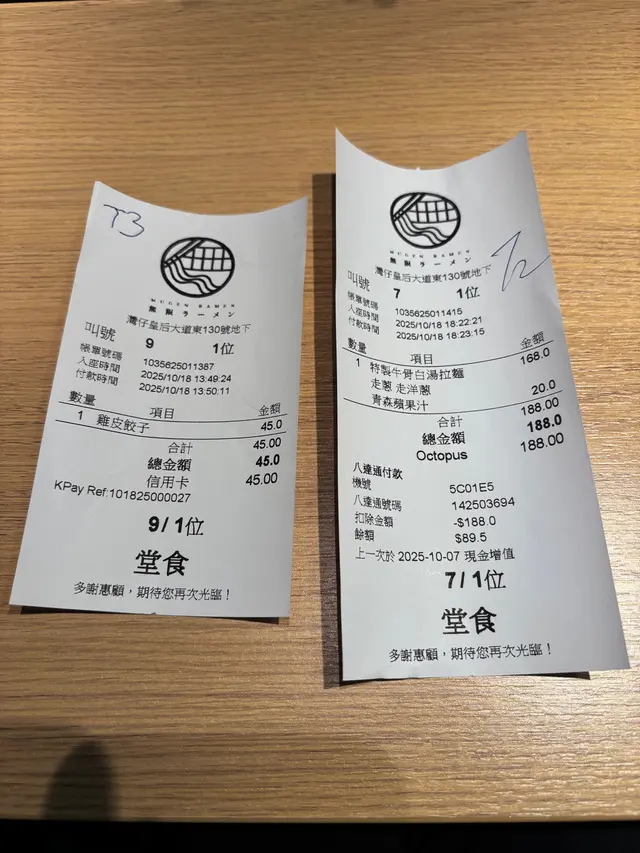 T3
MUGEN RAMEN
無限ラーメン
灣仔皇后大道東130號地下
叫號 9 1位
帳單號碼 1035625011387
入座時間 2025/10/18 13:49:24
付款時間 2025/10/18 13:50:11
數量 項目 金額
1 雞皮餃子 45.0
合計 45.00
總金額 45.0
信用卡 45.00
KPay Ref:101825000027
9/1位
堂食
多謝惠顧，期待您再次光臨！
MUGEN RAMEN
無限ラーメン
灣仔皇后大道東130號地下
叫號 7 1位
帳單號碼 1035625011415
入座時間 2025/10/18 18:22:21
付款時間 2025/10/18 18:23:15
數量 項目 金額
1 特製牛骨白湯拉麵 168.0
走蔥 走洋蔥
青森蘋果汁 20.0
合計 188.00
總金額 188.0
Octopus 188.00
八達通付款
機號 5C01E5
八達通號碼 142503694
扣除金額 -$188.0
餘額 $89.5
上一次於 2025-10-07 現金增值
7/1位
堂食
多謝惠顧，期待您再次光臨！